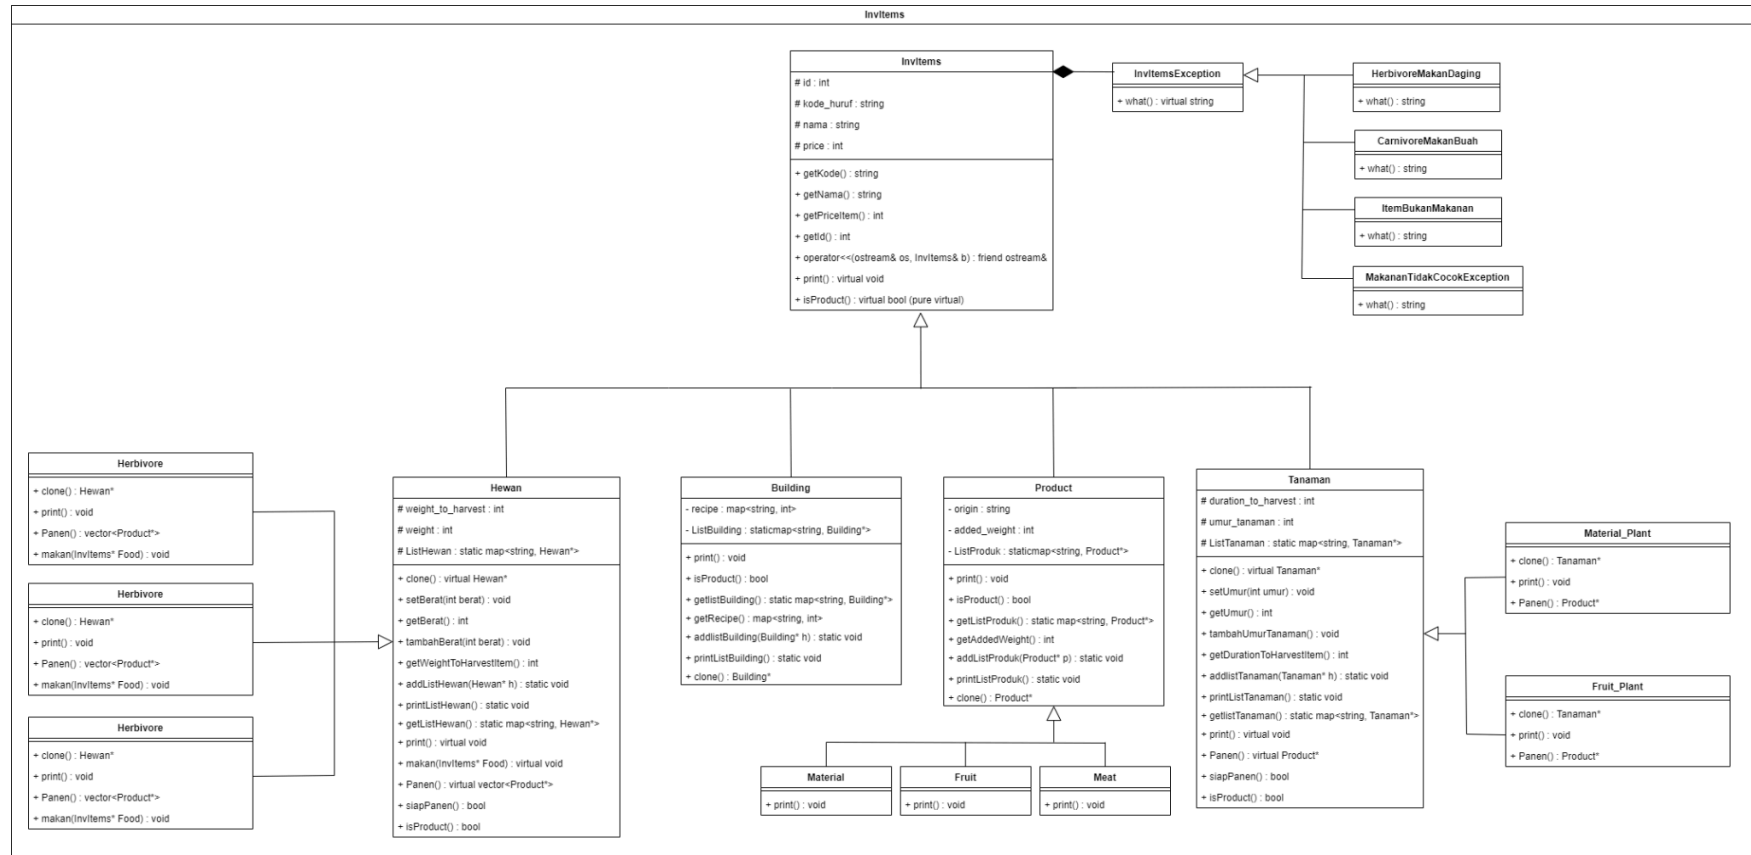 InvItems
InvItems
# id : int
# kode_huruf : string
# nama : string
# price : int
+ getKode() : string
+ getNama() : string
+ getPriceItem() : int
+ getId() : int
+ operator<<(ostream& os, InvItems& b) : friend ostream&
+ print() : virtual void
+ isProduct() : virtual bool (pure virtual)
InvItemsException
+ what() : virtual string
HerbivoreMakanDaging
+ what() : string
CarnivoreMakanBuah
+ what() : string
ItemBukanMakanan
+ what() : string
MakananTidakCocokException
+ what() : string
Herbivore
+ clone() : Hewan*
+ print() : void
+ Panen() : vector<Product*>
+ makan(InvItems* Food) : void
Herbivore
+ clone() : Hewan*
+ print() : void
+ Panen() : vector<Product*>
+ makan(InvItems* Food) : void
Herbivore
+ clone() : Hewan*
+ print() : void
+ Panen() : vector<Product*>
+ makan(InvItems* Food) : void
Hewan
# weight_to_harvest : int
# weight : int
# ListHewan : static map<string, Hewan*>
+ clone() : virtual Hewan*
+ setBerat(int berat) : void
+ getBerat() : int
+ tambahBerat(int berat) : void
+ getWeightToHarvestItem() : int
+ addListHewan(Hewan* h) : static void
+ printListHewan() : static void
+ getListHewan() : static map<string, Hewan*>
+ print() : virtual void
+ makan(InvItems* Food) : virtual void
+ Panen() : virtual vector<Product*>
+ siapPanen() : bool
+ isProduct() : bool
Building
- recipe : map<string, int>
- ListBuilding : staticmap<string, Building*>
+ print() : void
+ isProduct() : bool
+ getlistBuilding() : static map<string, Building*>
+ getRecipe() : map<string, int>
+ addlistBuilding(Building* h) : static void
+ printListBuilding() : static void
+ clone() : Building*
Product
- origin : string
- added_weight : int
- ListProduk : staticmap<string, Product*>
+ print() : void
+ isProduct() : bool
+ getListProduk() : static map<string, Product*>
+ getAddedWeight() : int
+ addListProduk(Product* p) : static void
+ printListProduk() : static void
+ clone() : Product*
Material
+ print() : void
Fruit
+ print() : void
Meat
+ print() : void
Tanaman
# duration_to_harvest : int
# umur_tanaman : int
# ListTanaman : static map<string, Tanaman*>
+ clone() : virtual Tanaman*
+ setUmur(int umur) : void
+ getUmur() : int
+ tambahUmurTanaman() : void
+ getDurationToHarvestItem() : int
+ addlistTanaman(Tanaman* h) : static void
+ printListTanaman() : static void
+ getlistTanaman() : static map<string, Tanaman*>
+ print() : virtual void
+ Panen() : virtual Product*
+ siapPanen() : bool
+ isProduct() : bool
Material_Plant
+ clone() : Tanaman*
+ print() : void
+ Panen() : Product*
Fruit_Plant
+ clone() : Tanaman*
+ print() : void
+ Panen() : Product*